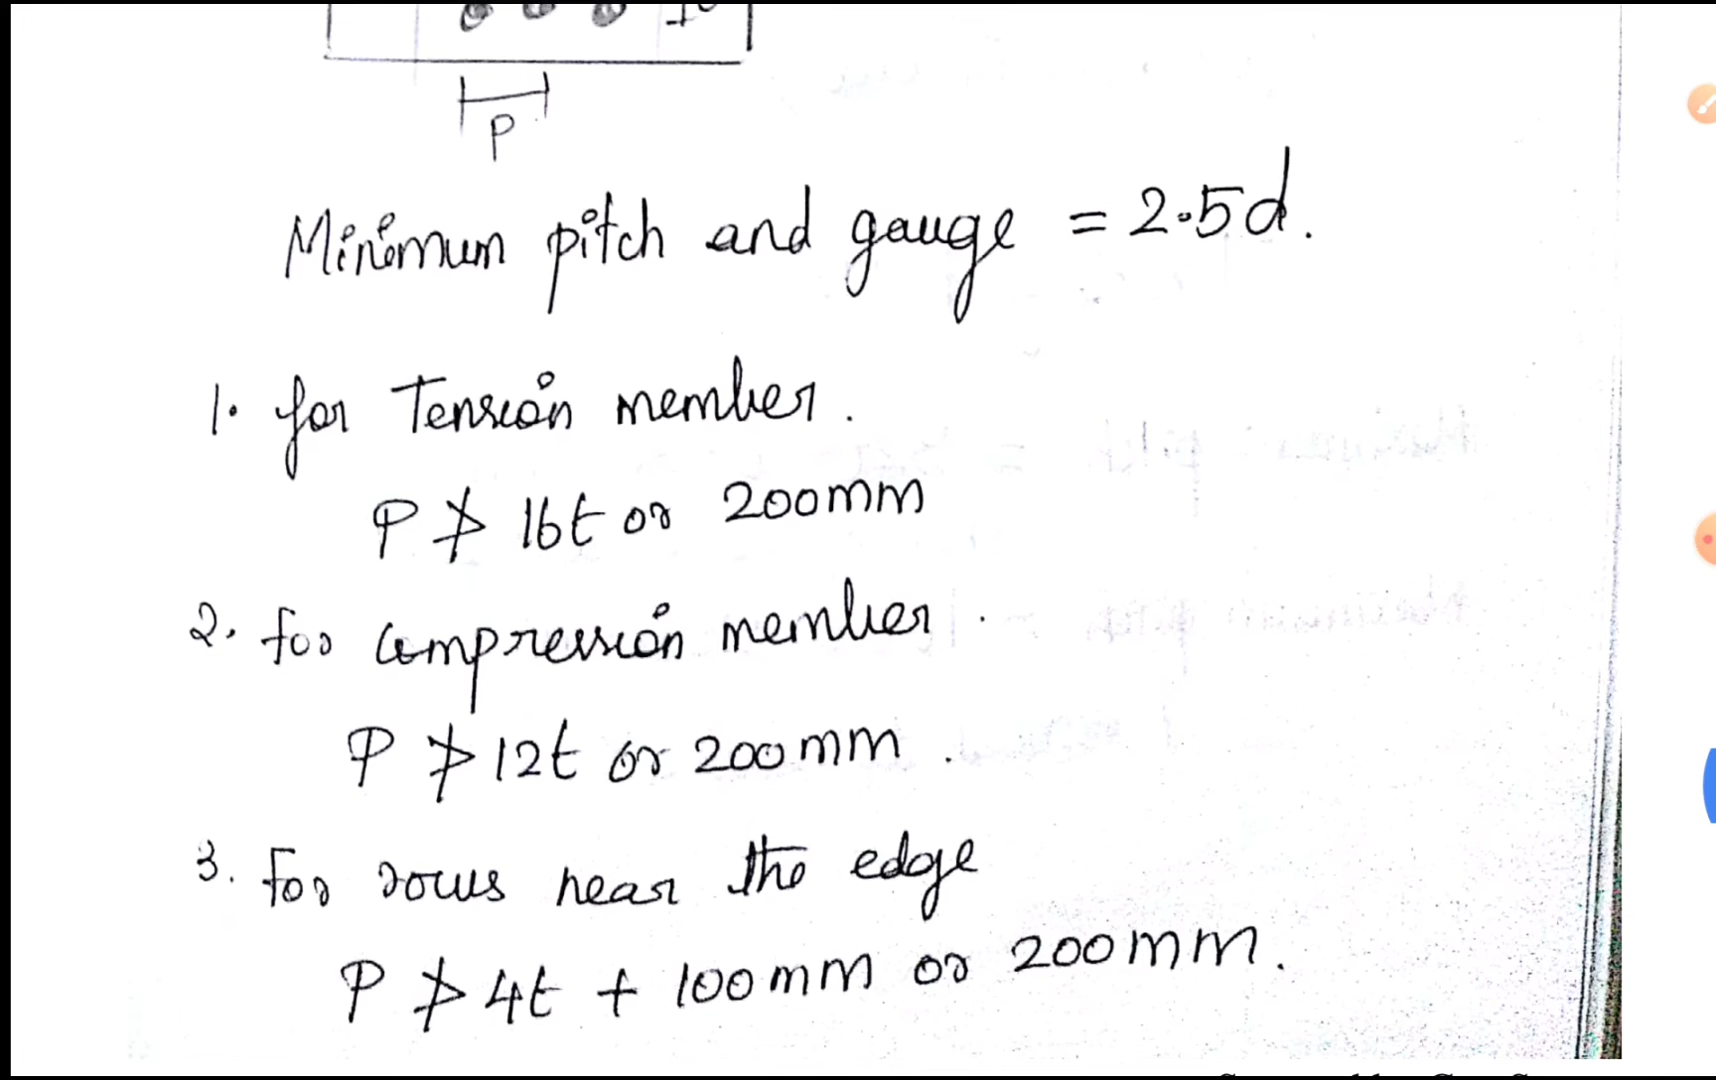 P
Minimum pitch and gauge = 2.5d.
1. for Tension member.
P ≯ 16t or 200mm
2. for compression member.
P ≯ 12t or 200mm.
3. For rows near the edge
P ≯ 4t + 100mm or 200mm.